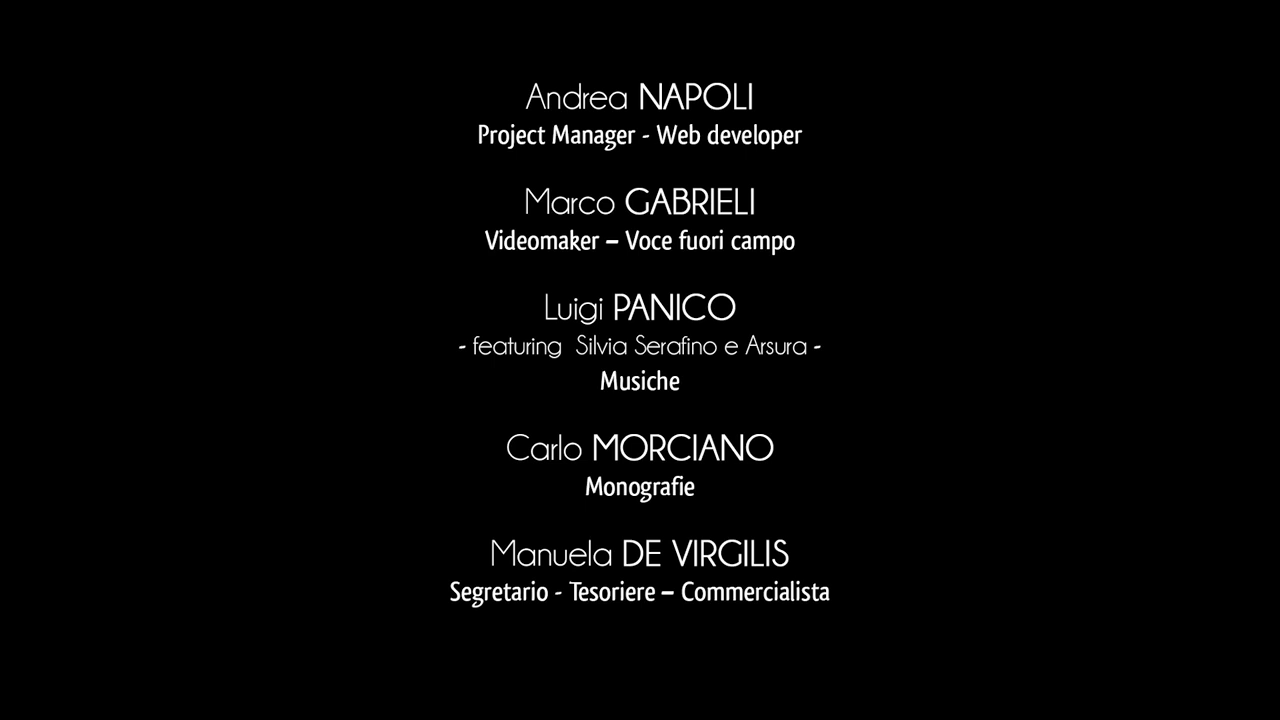 Andrea NAPOLI
Project Manager - Web developer
Marco GABRIELI
Videomaker – Voce fuori campo
Luigi PANICO
- featuring Silvia Serafino e Arsura -
Musiche
Carlo MORCIANO
Monografie
Manuela DE VIRGILIS
Segretario - Tesoriere – Commercialista